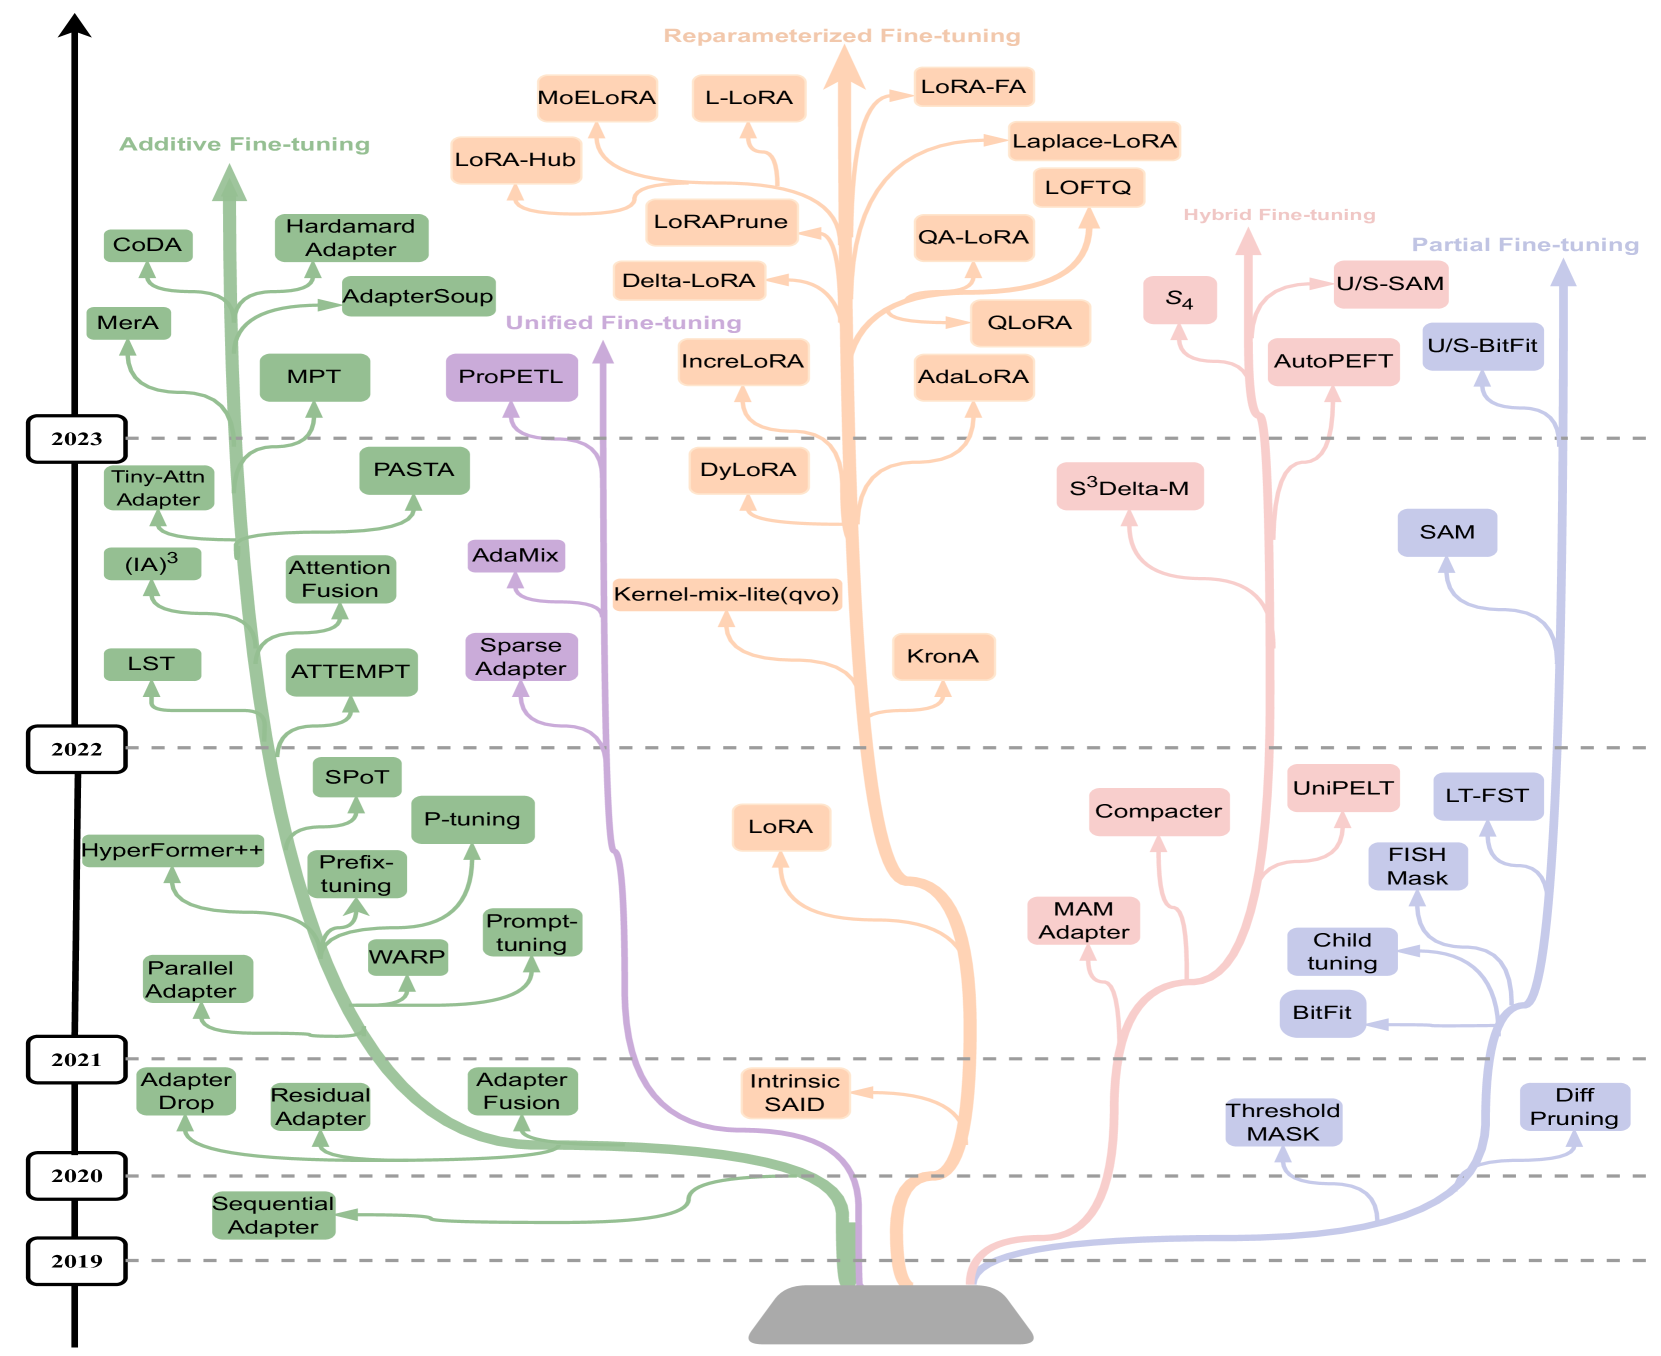 Reparameterized Fine-tuning
MoELoRA
L-LoRA
LoRA-FA
Additive Fine-tuning
LoRA-Hub
Laplace-LoRA
LOFTQ
Hardamard
Adapter
CoDA
LoRAPrune
QA-LoRA
Hybrid Fine-tuning
Partial Fine-tuning
AdapterSoup
Delta-LoRA
S4
U/S-SAM
MerA
Unified Fine-tuning
QLoRA
U/S-BitFit
MPT
ProPETL
IncreLoRA
AdaLoRA
AutoPEFT
2023
Tiny-Attn
Adapter
PASTA
DyLoRA
S3Delta-M
SAM
(IA)3
Attention
Fusion
AdaMix
Kernel-mix-lite(qvo)
LST
ATTEMPT
Sparse
Adapter
KronA
2022
SPoT
UniPELT
LT-FST
P-tuning
Compacter
LoRA
HyperFormer++
Prefix-
tuning
FISH
Mask
Prompt-
tuning
MAM
Adapter
WARP
Child
tuning
Parallel
Adapter
BitFit
2021
Adapter
Drop
Residual
Adapter
Adapter
Fusion
Intrinsic
SAID
Threshold
MASK
Diff
Pruning
2020
Sequential
Adapter
2019